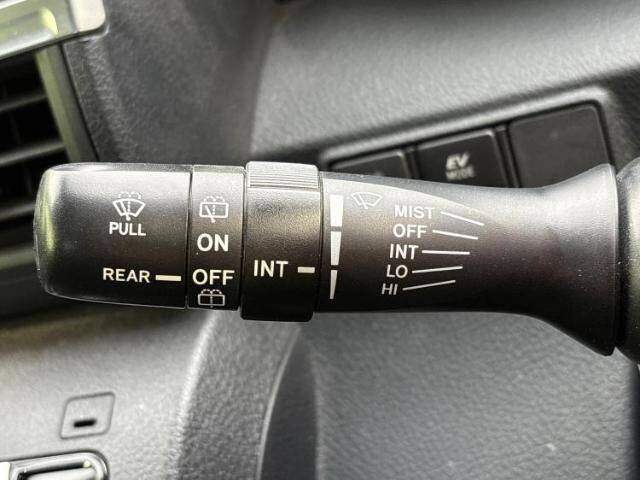 PULL
REAR
ON
OFF
INT
MIST
OFF
INT
LO
HI
EV
MODE